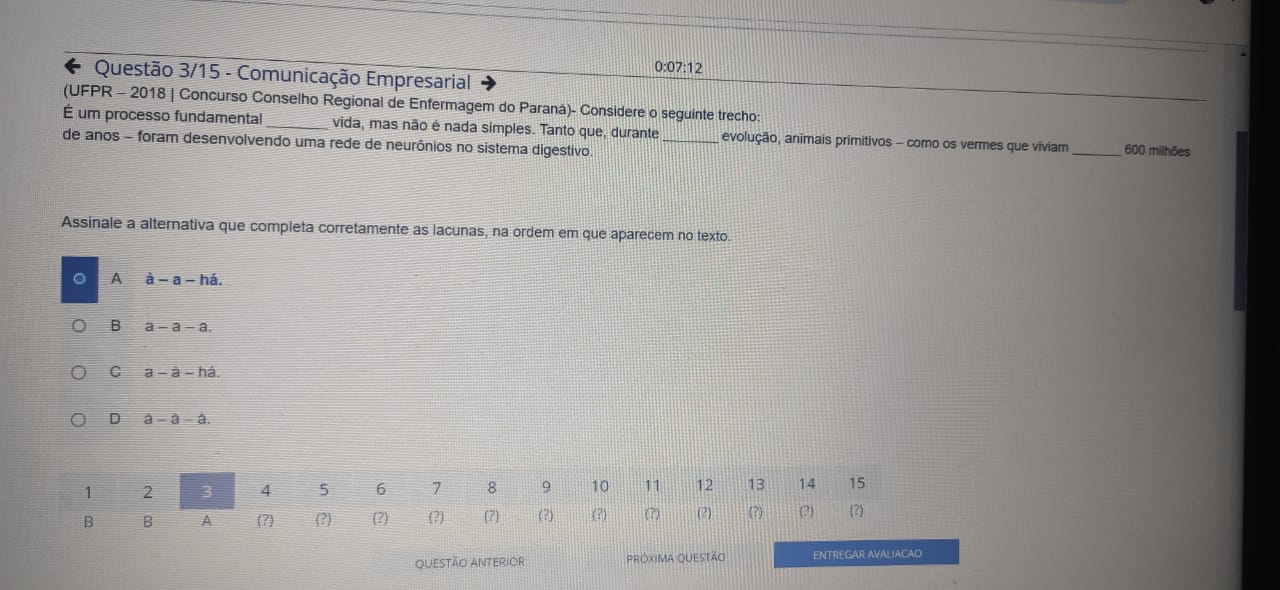 Questão 3/15 - Comunicação Empresarial
0:07:12
(UFPR – 2018 | Concurso Conselho Regional de Enfermagem do Paraná)- Considere o seguinte trecho:
É um processo fundamental ________ vida, mas não é nada simples. Tanto que, durante ________ evolução, animais primitivos – como os vermes que viviam ________ 600 milhões
de anos – foram desenvolvendo uma rede de neurônios no sistema digestivo.
Assinale a alternativa que completa corretamente as lacunas, na ordem em que aparecem no texto.
A à – a – há.
B a – a – a.
C a – à – há.
D à – à – à.
1 2 3 4 5 6 7 8 9 10 11 12 13 14 15
B B A (?) (?) (?) (?) (?) (?) (?) (?) (?) (?) (?) (?)
QUESTÃO ANTERIOR PRÓXIMA QUESTÃO ENTREGAR AVALIACAO